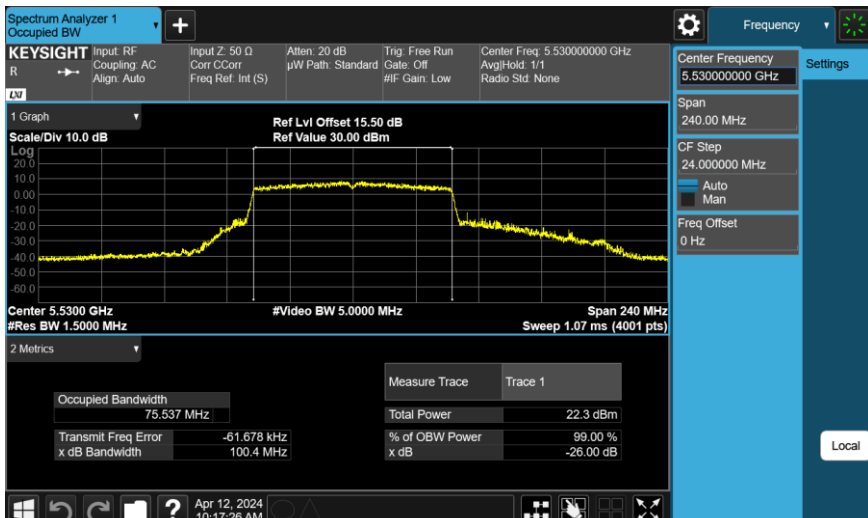 Spectrum Analyzer 1
Occupied BW
Frequency
KEYSIGHT
R
LXI
Input: RF
Coupling: AC
Align: Auto
Input Z: 50 Ω
Corr CCorr
Freq Ref: Int (S)
Atten: 20 dB
µW Path: Standard
Trig: Free Run
Gate: Off
#IF Gain: Low
Center Freq: 5.530000000 GHz
Avg|Hold: 1/1
Radio Std: None
Center Frequency
5.530000000 GHz
Settings
Span
240.00 MHz
CF Step
24.000000 MHz
Auto
Man
Freq Offset
0 Hz
Local
1 Graph
Scale/Div 10.0 dB
Ref Lvl Offset 15.50 dB
Ref Value 30.00 dBm
Log
20.0
10.0
0.00
-10.0
-20.0
-30.0
-40.0
-50.0
-60.0
Center 5.5300 GHz
#Video BW 5.0000 MHz
Span 240 MHz
#Res BW 1.5000 MHz
Sweep 1.07 ms (4001 pts)
2 Metrics
Measure Trace Trace 1
Occupied Bandwidth
75.537 MHz
Total Power 22.3 dBm
Transmit Freq Error -61.678 kHz
% of OBW Power 99.00 %
x dB Bandwidth 100.4 MHz
x dB -26.00 dB
?
Apr 12, 2024
10:17:26 AM